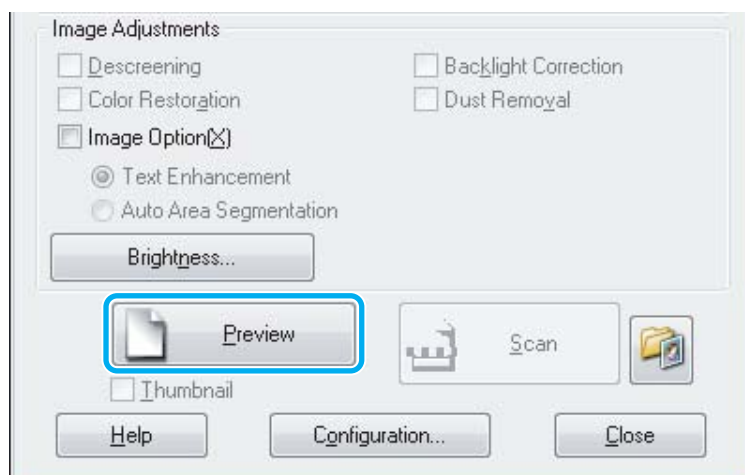 Image Adjustments
Descreening Backlight Correction
Color Restoration Dust Removal
Image Option(X)
Text Enhancement
Auto Area Segmentation
Brightness...
Preview Scan
Thumbnail
Help Configuration... Close